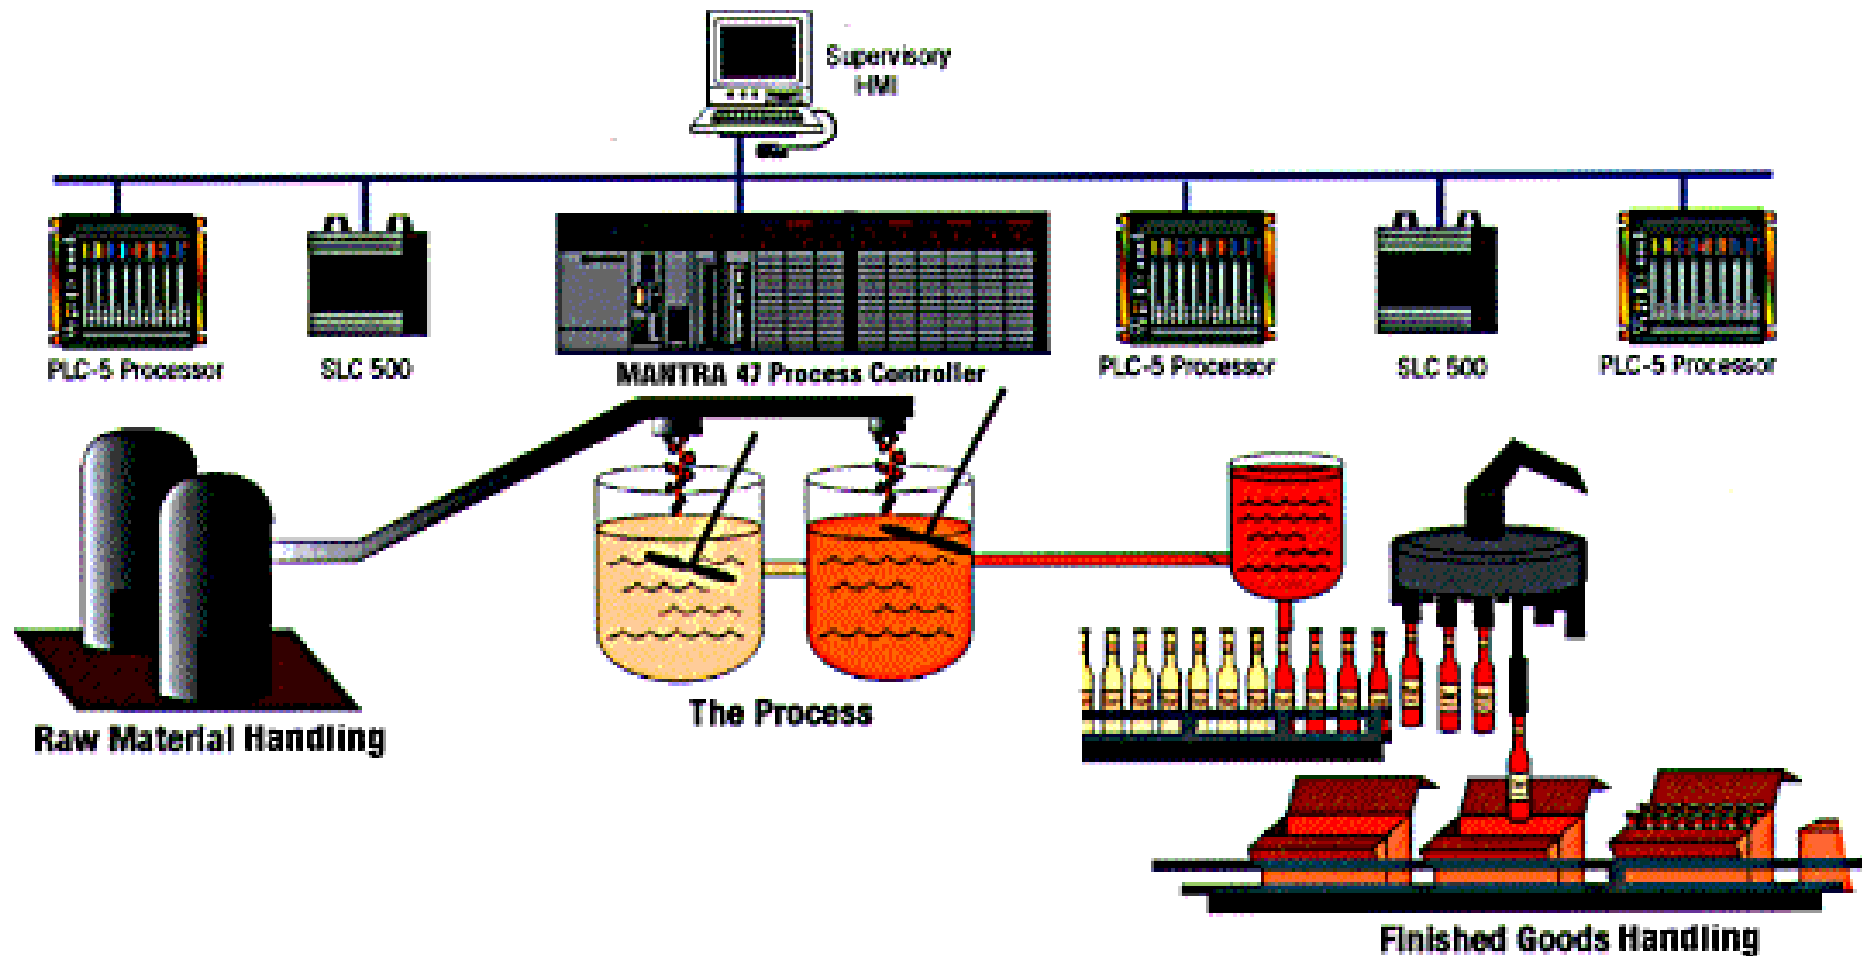 Supervisory
HMI
PLC-5 Processor
SLC 500
MANTRA 47 Process Controller
PLC-5 Processor
SLC 500
PLC-5 Processor
The Process
Raw Material Handling
Finished Goods Handling